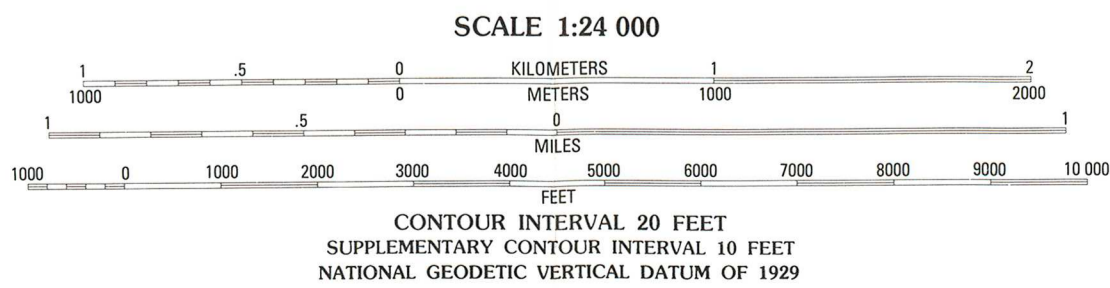 SCALE 1:24 000
1 .5 0 KILOMETERS 1 2
1000 0 METERS 1000 2000
1 .5 0 1
MILES
1000 0 1000 2000 3000 4000 5000 6000 7000 8000 9000 10 000
FEET
CONTOUR INTERVAL 20 FEET
SUPPLEMENTARY CONTOUR INTERVAL 10 FEET
NATIONAL GEODETIC VERTICAL DATUM OF 1929